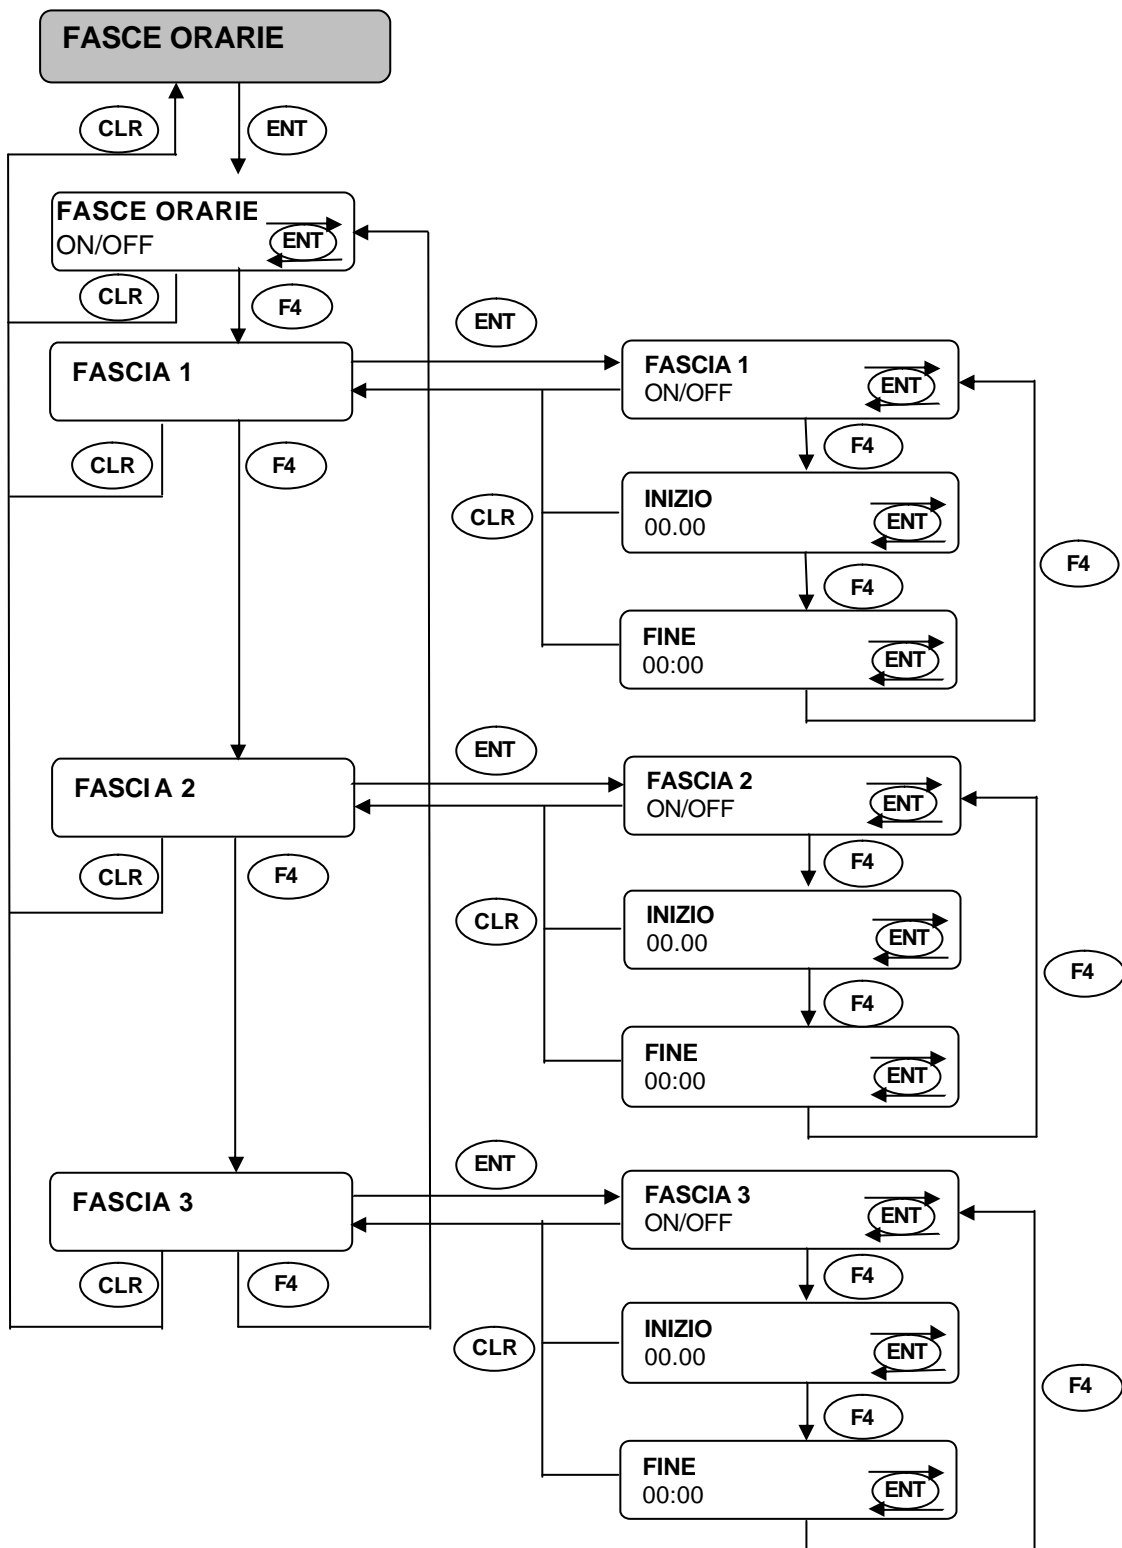 FASCE ORARIE
CLR
ENT
FASCE ORARIE
ON/OFF
ENT
CLR
F4
ENT
FASCIA 1
FASCIA 1
ON/OFF
ENT
CLR
F4
F4
INIZIO
00.00
ENT
CLR
F4
F4
FINE
00:00
ENT
ENT
FASCIA 2
FASCIA 2
ON/OFF
ENT
CLR
F4
F4
INIZIO
00.00
ENT
CLR
F4
F4
FINE
00:00
ENT
ENT
FASCIA 3
FASCIA 3
ON/OFF
ENT
CLR
F4
F4
INIZIO
00.00
ENT
CLR
F4
F4
FINE
00:00
ENT